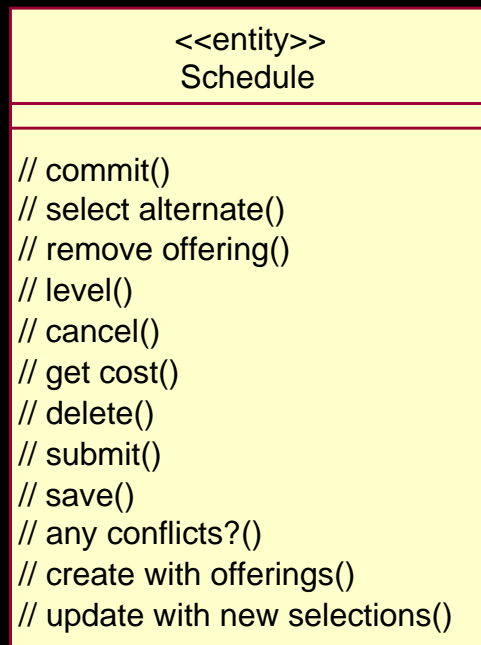 <<entity>>
Schedule
// commit()
// select alternate()
// remove offering()
// level()
// cancel()
// get cost()
// delete()
// submit()
// save()
// any conflicts?()
// create with offerings()
// update with new selections()